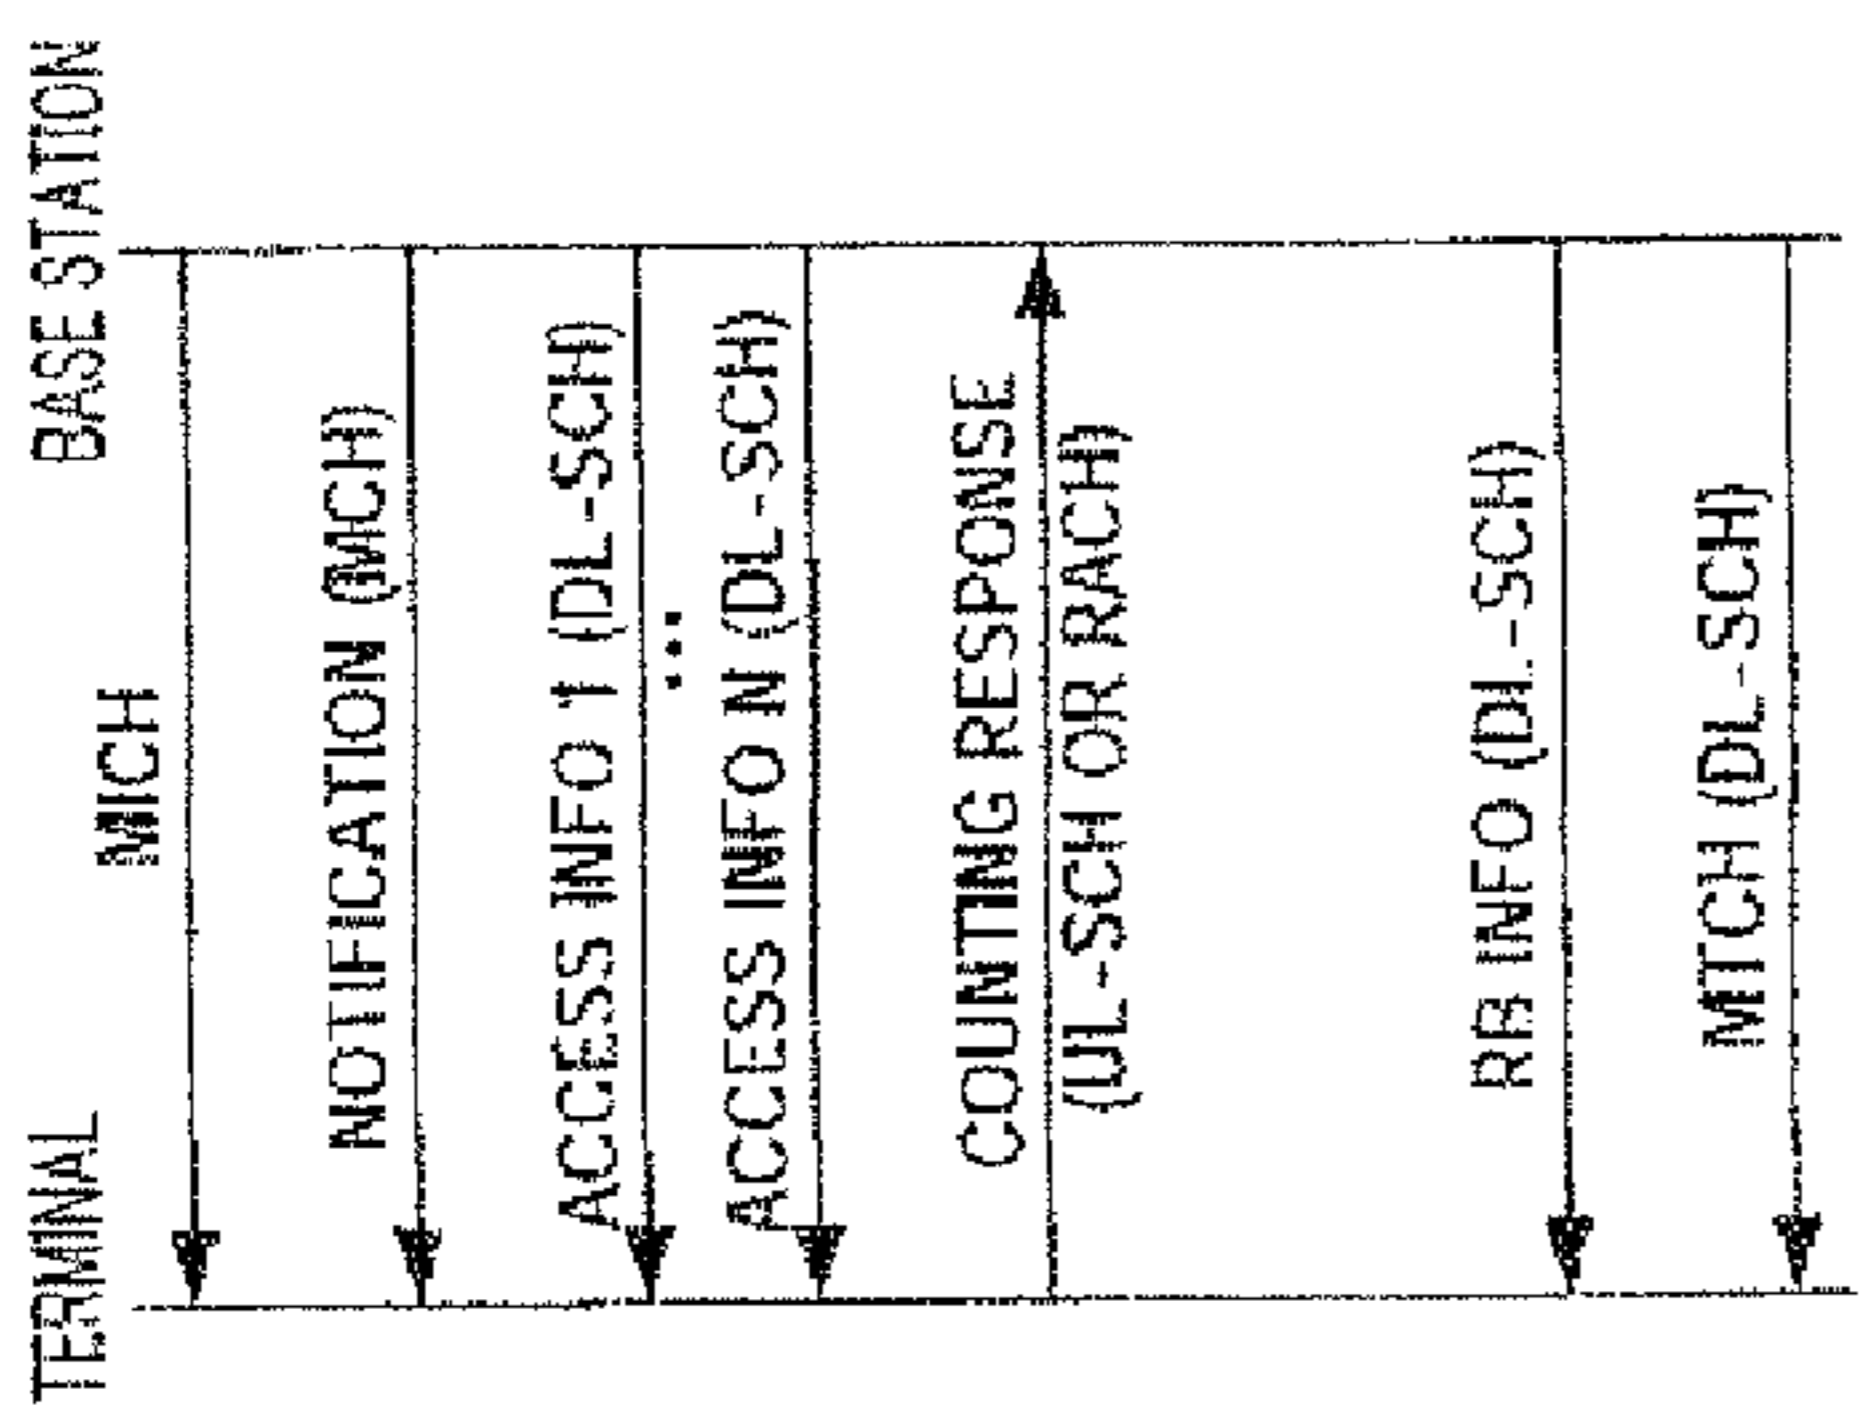 TERMINAL
BASE STATION
MICH
NOTIFICATION (MCH)
ACCESS INFO 1 (DL-SCH)
...
ACCESS INFO N (DL-SCH)
COUNTING RESPONSE
(UL-SCH OR RACH)
RB INFO (DL-SCH)
MTCH (DL-SCH)